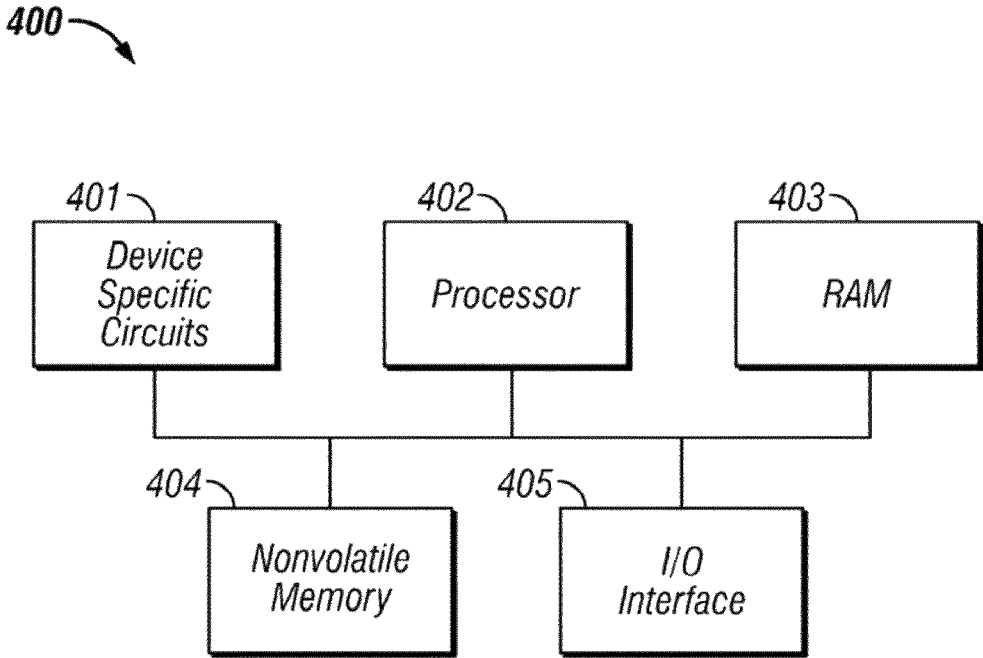 400
401
402
403
Device
Specific
Circuits
Processor
RAM
404
405
Nonvolatile
Memory
I/O
Interface